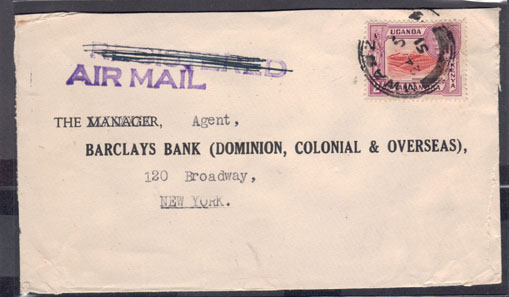 REGISTERED
AIR MAIL
UGANDA
THE MANAGER, Agent,
BARCLAYS BANK (DOMINION, COLONIAL & OVERSEAS),
120 Broadway,
NEW YORK.